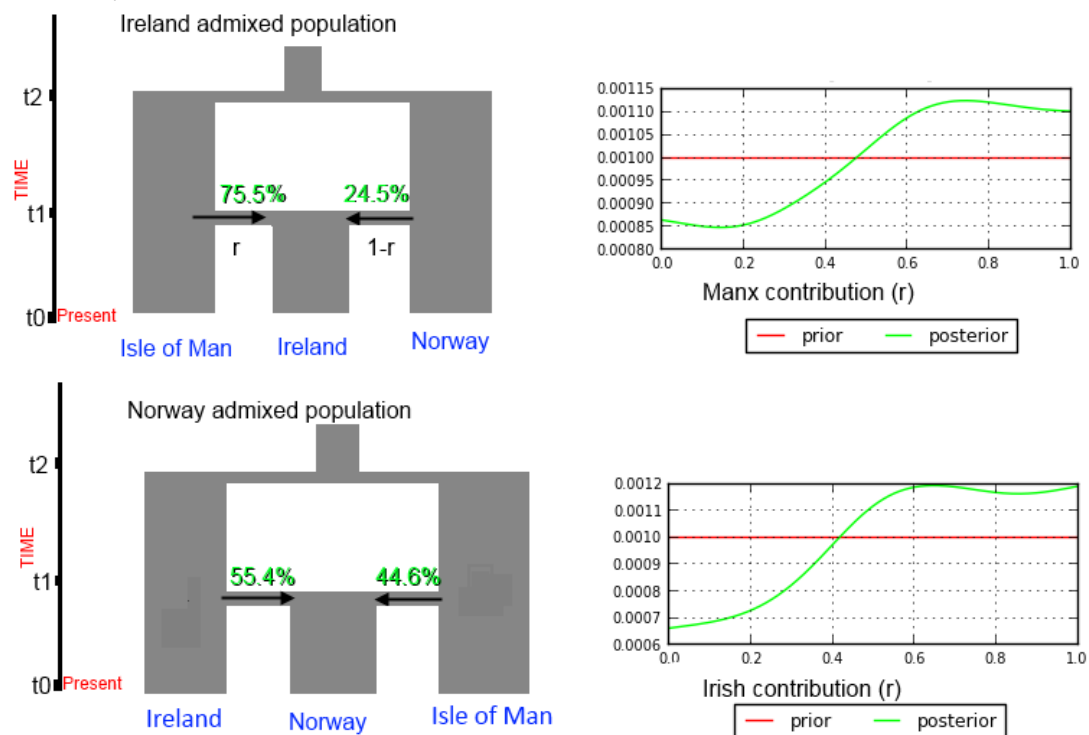 Ireland admixed population
t2
TIME
t1
t0
Present
75.5%
24.5%
r
1-r
Isle of Man
Ireland
Norway
0.00115
0.00110
0.00105
0.00100
0.00095
0.00090
0.00085
0.00080
0.0 0.2 0.4 0.6 0.8 1.0
Manx contribution (r)
prior posterior
Norway admixed population
t2
TIME
t1
t0
Present
55.4%
44.6%
Ireland
Norway
Isle of Man
0.0012
0.0011
0.0010
0.0009
0.0008
0.0007
0.0006
0.0 0.2 0.4 0.6 0.8 1.0
Irish contribution (r)
prior posterior